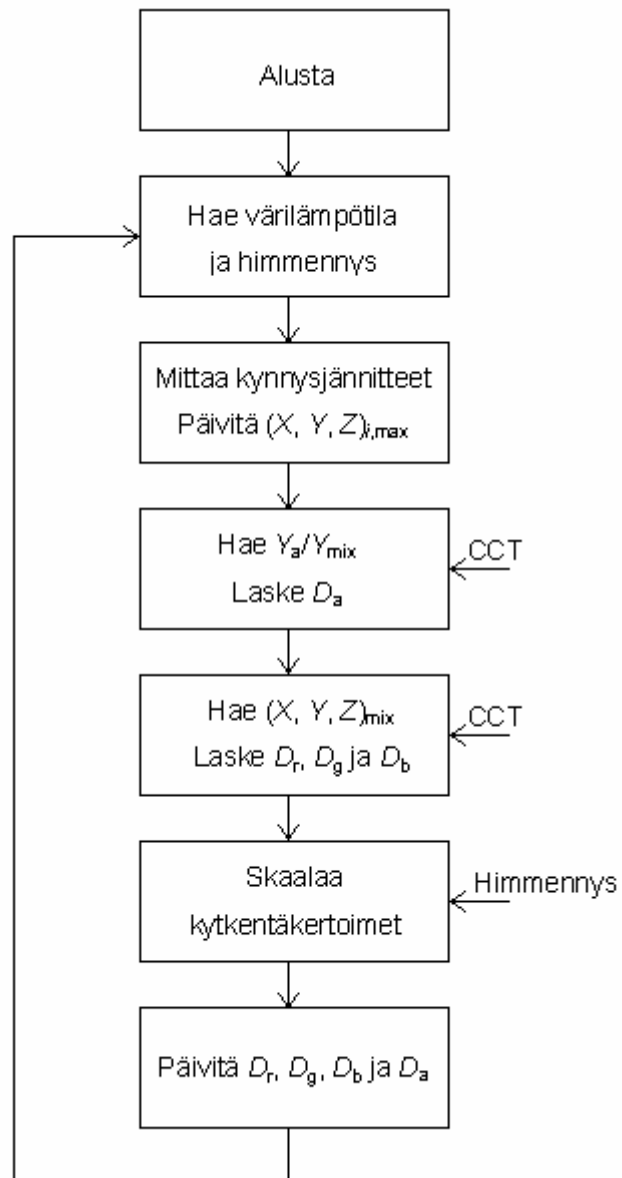 Alusta
Hae värilämpötila
ja himmennys
Mittaa kynnysjännitteet
Päivitä (X, Y, Z)i,max
Hae Ya/Ymix
Laske Da
CCT
Hae (X, Y, Z)mix
Laske Dr, Dg ja Db
CCT
Skaalaa
kytkentäkertoimet
Himmennys
Päivitä Dr, Dg, Db ja Da